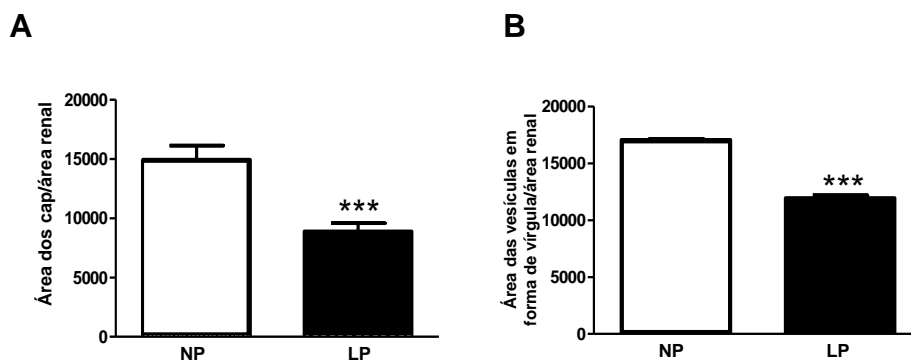 A
Área dos cap/área renal
20000
15000
10000
5000
0
***
NP
LP
B
Área das vesículas em
forma de vírgula/área renal
20000
15000
10000
5000
0
***
NP
LP